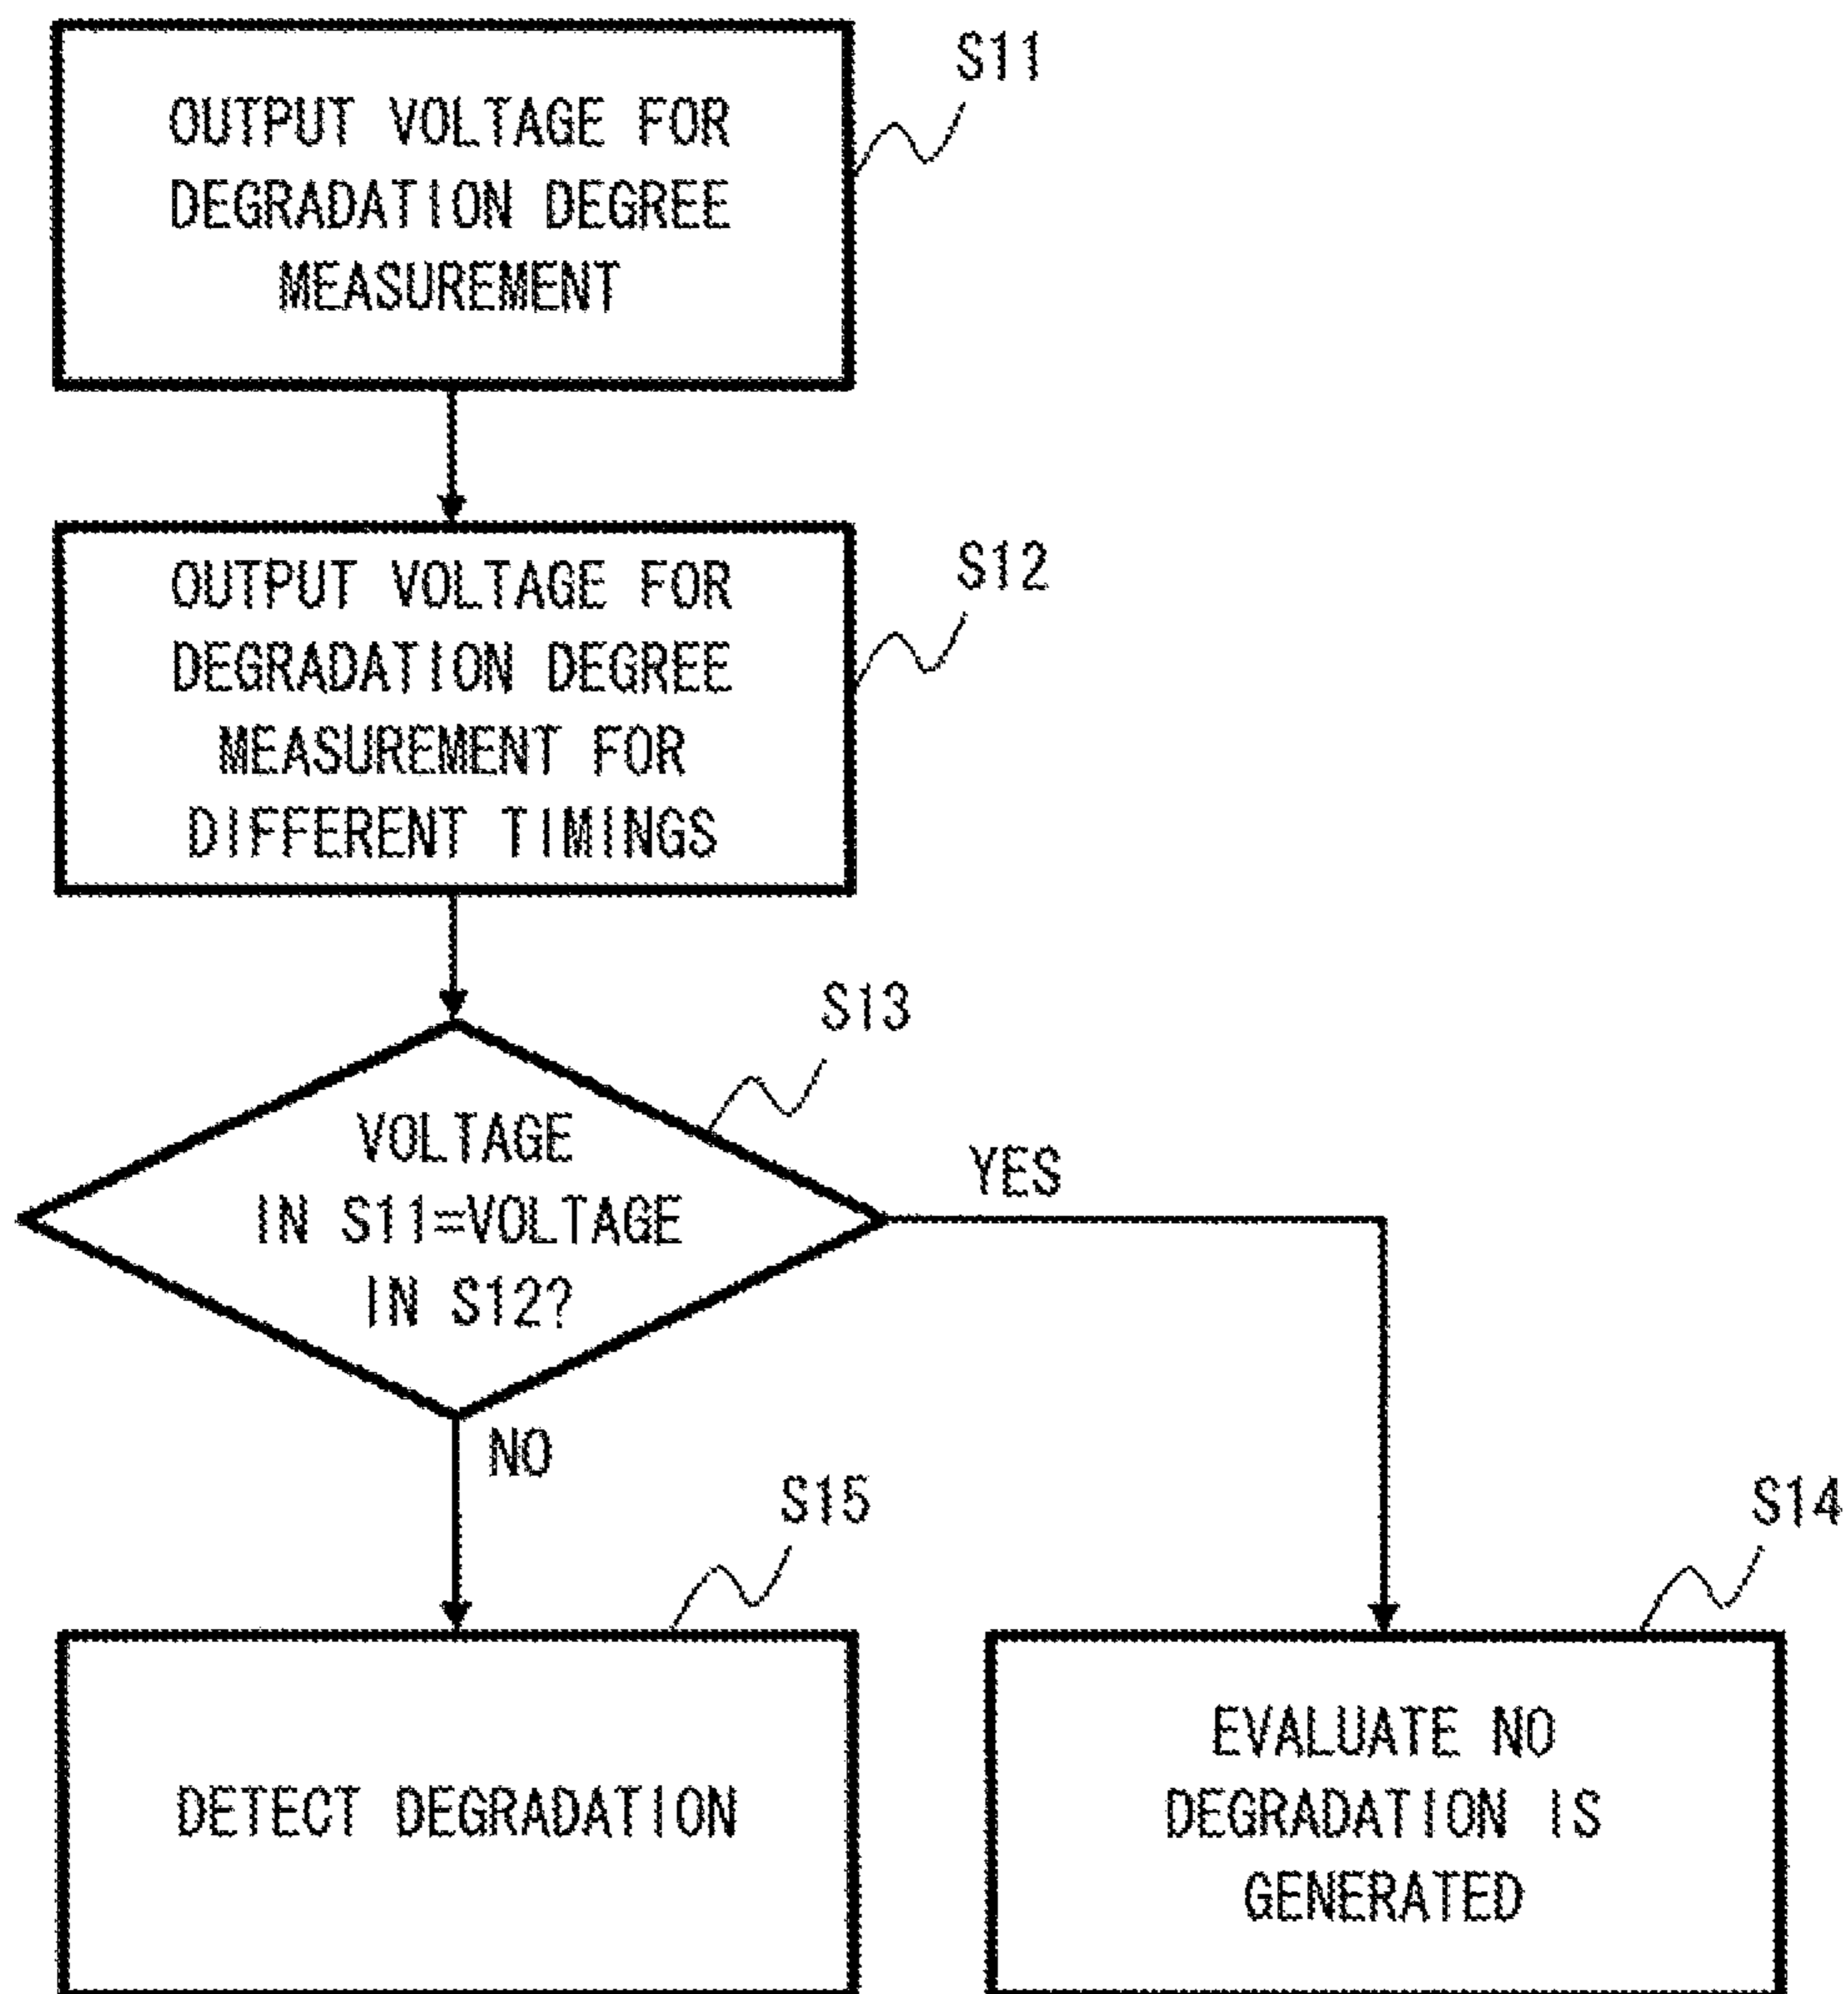 S11
OUTPUT VOLTAGE FOR
DEGRADATION DEGREE
MEASUREMENT
S12
OUTPUT VOLTAGE FOR
DEGRADATION DEGREE
MEASUREMENT FOR
DIFFERENT TIMINGS
S13
VOLTAGE
IN S11=VOLTAGE
IN S12?
YES
NO
S15
S14
DETECT DEGRADATION
EVALUATE NO
DEGRADATION IS
GENERATED